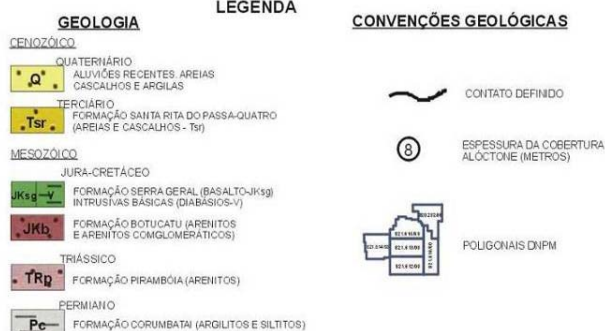 LEGENDA
GEOLOGIA
CENOZÓICO
QUATERNÁRIO
Q
ALUVIÕES RECENTES. AREIAS
CASCALHOS E ARGILAS
TERCIÁRIO
Tsr
FORMAÇÃO SANTA RITA DO PASSA-QUATRO
(AREIAS E CASCALHOS - Tsr)
MESOZÓICO
JURA-CRETÁCEO
JKsg V
FORMAÇÃO SERRA GERAL (BASALTO-JKsg)
INTRUSIVAS BÁSICAS (DIABÁSIOS-V)
JKb
FORMAÇÃO BOTUCATU (ARENITOS
E ARENITOS COMGLOMERÁTICOS)
TRIÁSSICO
TRp
FORMAÇÃO PIRAMBÓIA (ARENITOS)
PERMIANO
Pc
FORMAÇÃO CORUMBATAI (ARGILITOS E SILTITOS)
CONVENÇÕES GEOLÓGICAS
CONTATO DEFINIDO
8
ESPESSURA DA COBERTURA
ALÓCTONE (METROS)
POLIGONAIS DNPM